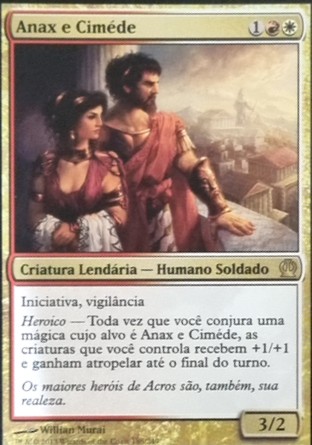 Anax e Ciméde 1
Criatura Lendária — Humano Soldado
Iniciativa, vigilância
Heroico — Toda vez que você conjura uma
mágica cujo alvo é Anax e Ciméde, as
criaturas que você controla recebem +1/+1
e ganham atropelar até o final do turno.
Os maiores heróis de Acros são, também, sua
realeza.
Willian Murai
3/2